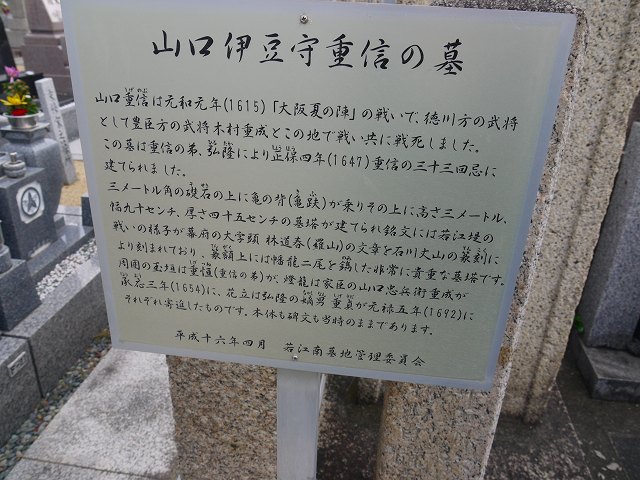 山口伊豆守重信の墓
山口重信は元和元年(1615)「大阪夏の陣」の戦いで、徳川方の武将
として豊臣方の武将木村重成とこの地で戦い共に戦死しました。
この墓は重信の弟、弘隆により正保四年(1647)重信の三十三回忌に
建てられました。
三メートル角の礎石の上に亀の背(亀趺)が乗りその上に高さ三メートル、
幅九十センチ、厚さ四十五センチの墓塔が建てられ銘文には若江堤の
戦いの様子が幕府の大学頭 林道春(羅山)の文章を石川丈山の篆刻に
より刻まれており、篆額上には幡龍二尾を鐫した非常に貴重な墓塔です。
周囲の玉垣は重恒(重信の弟)が、燈籠は家臣の山口忠兵衛重成が
承応三年(1654)に、花立は弘隆の嫡男 重貞が元禄五年(1692)に
それぞれ寄進したものです。本体も碑文も当時のままであります。
平成十六年四月 若江南墓地管理委員会